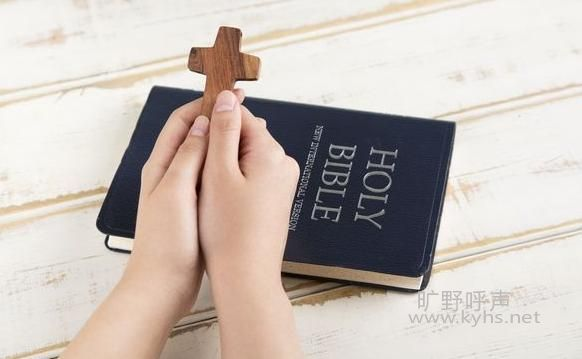 HOLY
BIBLE
NEW INTERNATIONAL VERSION
旷野呼声
www.kyhs.net